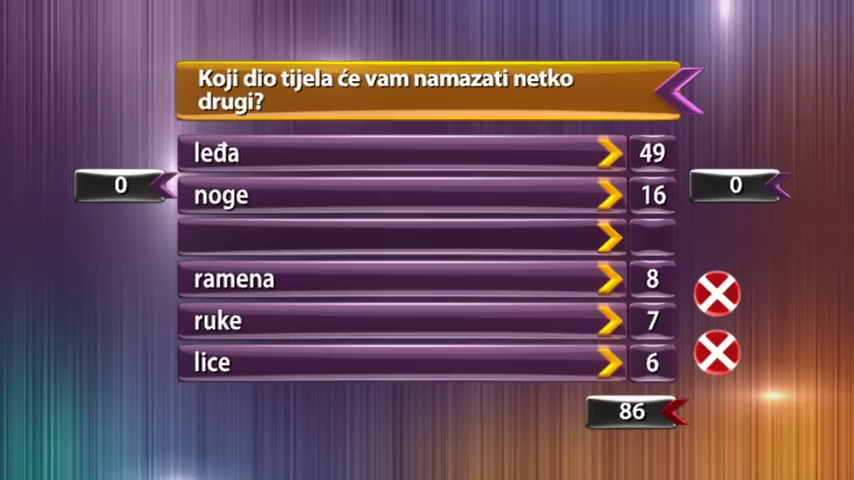 Koji dio tijela će vam namazati netko
drugi?
leđa 49
0
0
noge 16
ramena 8
ruke 7
lice 6
86